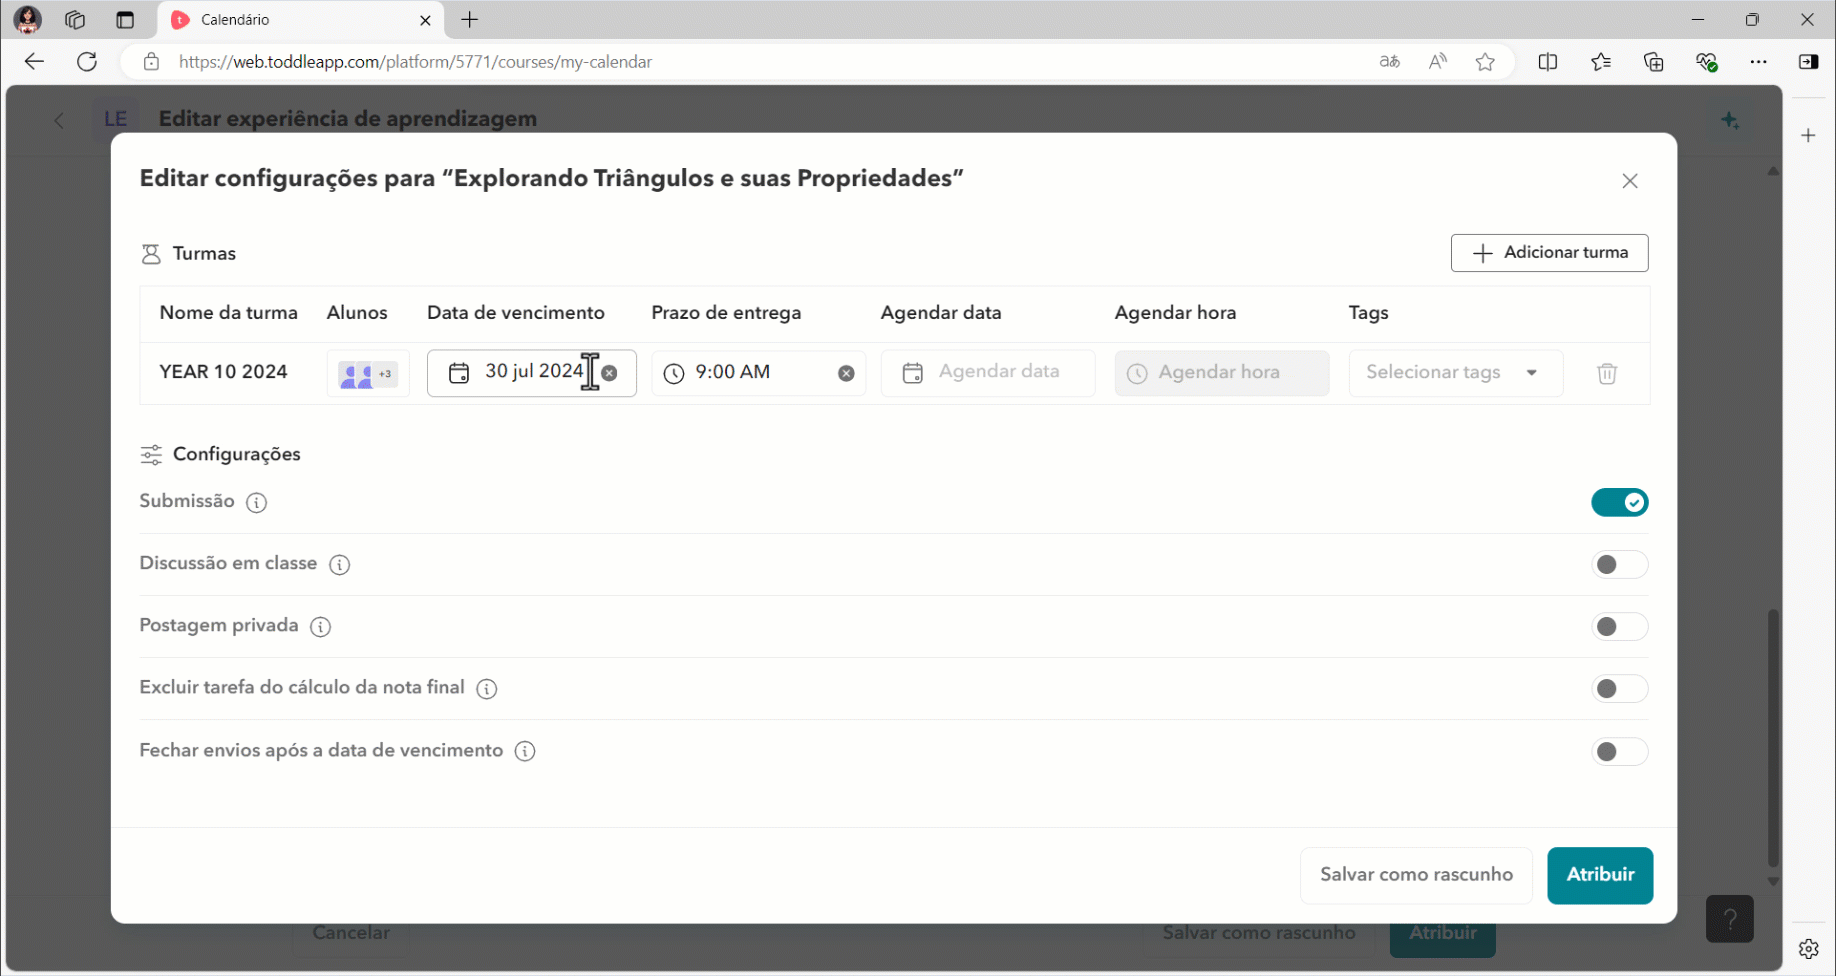 Calendário
https://web.toddleapp.com/platform/5771/courses/my-calendar
LE Editar experiência de aprendizagem
Editar configurações para “Explorando Triângulos e suas Propriedades”
Turmas
Adicionar turma
Nome da turma Alunos Data de vencimento Prazo de entrega Agendar data Agendar hora Tags
YEAR 10 2024 +3 30 jul 2024 9:00 AM Agendar data Agendar hora Selecionar tags
Configurações
Submissão
Discussão em classe
Postagem privada
Excluir tarefa do cálculo da nota final
Fechar envios após a data de vencimento
Salvar como rascunho Atribuir
Cancelar Salvar como rascunho Atribuir